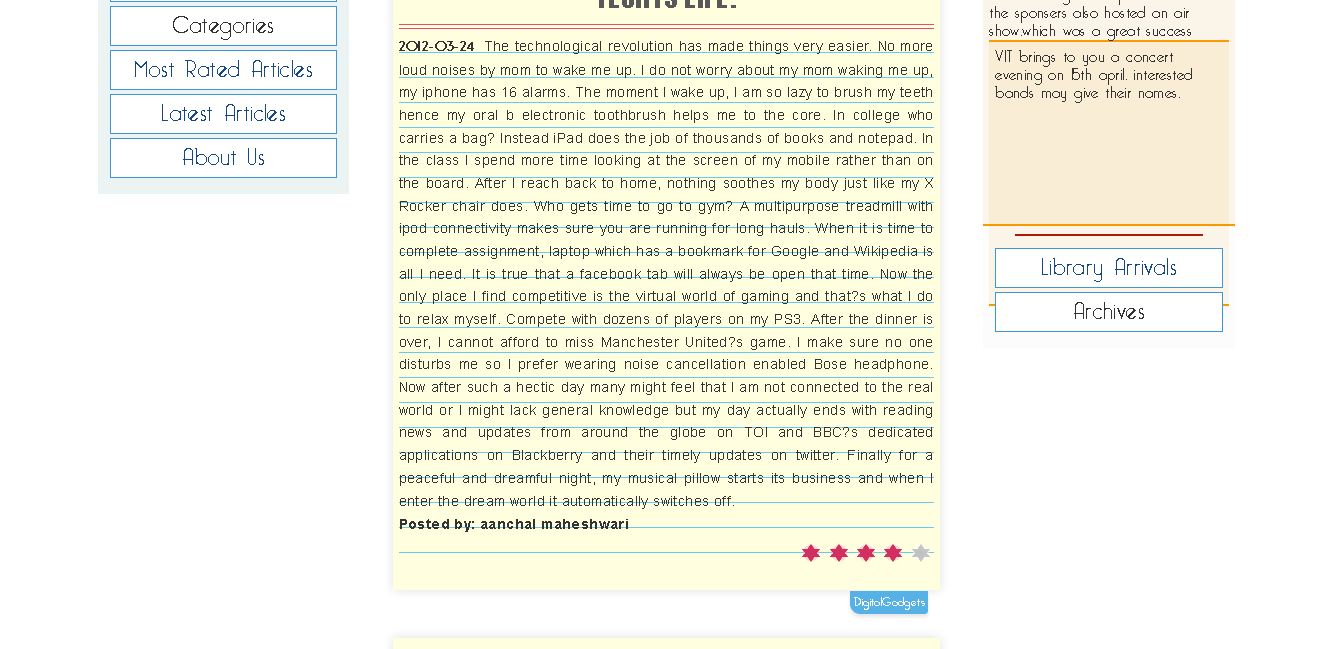 Categories
Most Rated Articles
Latest Articles
About Us
2012-03-24 The technological revolution has made things very easier. No more
loud noises by mom to wake me up. I do not worry about my mom waking me up,
my iphone has 16 alarms. The moment I wake up, I am so lazy to brush my teeth
hence my oral b electronic toothbrush helps me to the core. In college who
carries a bag? Instead iPad does the job of thousands of books and notepad. In
the class I spend more time looking at the screen of my mobile rather than on
the board. After I reach back to home, nothing soothes my body just like my X
Rocker chair does. Who gets time to go to gym? A multipurpose treadmill with
ipod connectivity makes sure you are running for long hauls. When it is time to
complete assignment, laptop which has a bookmark for Google and Wikipedia is
all I need. It is true that a facebook tab will always be open that time. Now the
only place I find competitive is the virtual world of gaming and that?s what I do
to relax myself. Compete with dozens of players on my PS3. After the dinner is
over, I cannot afford to miss Manchester United?s game. I make sure no one
disturbs me so I prefer wearing noise cancellation enabled Bose headphone.
Now after such a hectic day many might feel that I am not connected to the real
world or I might lack general knowledge but my day actually ends with reading
news and updates from around the globe on TOI and BBC?s dedicated
applications on Blackberry and their timely updates on twitter. Finally for a
peaceful and dreamful night, my musical pillow starts its business and when I
enter the dream world it automatically switches off.
Posted by: aanchal maheshwari
DigitalGadgets
the sponsers also hosted an air
show.which was a great success
VIT brings to you a concert
evening on 15th april. interested
bands may give their names.
Library Arrivals
Archives